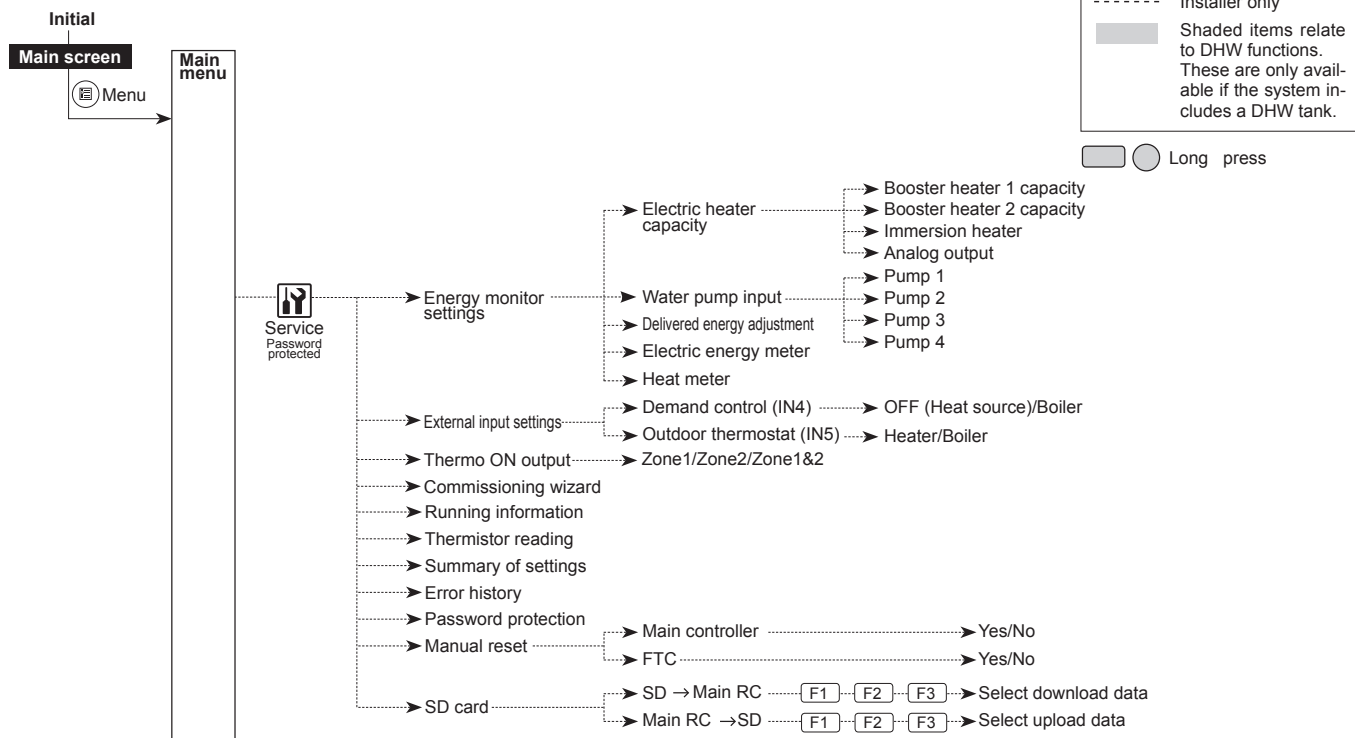 Initial
Main screen
Menu
Main
menu
Installer only
Shaded items relate
to DHW functions.
These are only avail-
able if the system in-
cludes a DHW tank.
Long press
Service
Password
protected
Energy monitor
settings
Electric heater
capacity
Booster heater 1 capacity
Booster heater 2 capacity
Immersion heater
Analog output
Water pump input
Pump 1
Pump 2
Pump 3
Pump 4
Delivered energy adjustment
Electric energy meter
Heat meter
External input settings
Demand control (IN4)
OFF (Heat source)/Boiler
Outdoor thermostat (IN5)
Heater/Boiler
Thermo ON output
Zone1/Zone2/Zone1&2
Commissioning wizard
Running information
Thermistor reading
Summary of settings
Error history
Password protection
Manual reset
Main controller
Yes/No
FTC
Yes/No
SD card
SD →Main RC
F1
F2
F3
Select download data
Main RC →SD
F1
F2
F3
Select upload data